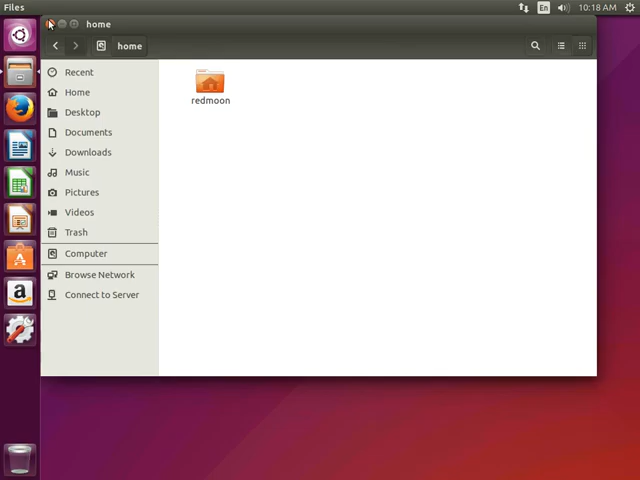 Files
En
10:18 AM
home
home
Recent
Home
Desktop
Documents
Downloads
Music
Pictures
Videos
Trash
Computer
Browse Network
Connect to Server
redmoon